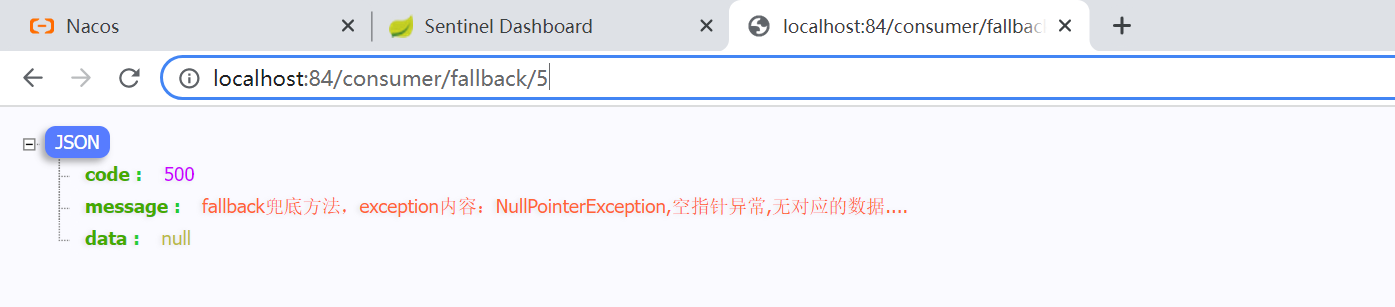 Nacos
Sentinel Dashboard
localhost:84/consumer/fallbac
localhost:84/consumer/fallback/5
JSON
code : 500
message : fallback兜底方法，exception内容：NullPointerException,空指针异常,无对应的数据....
data : null